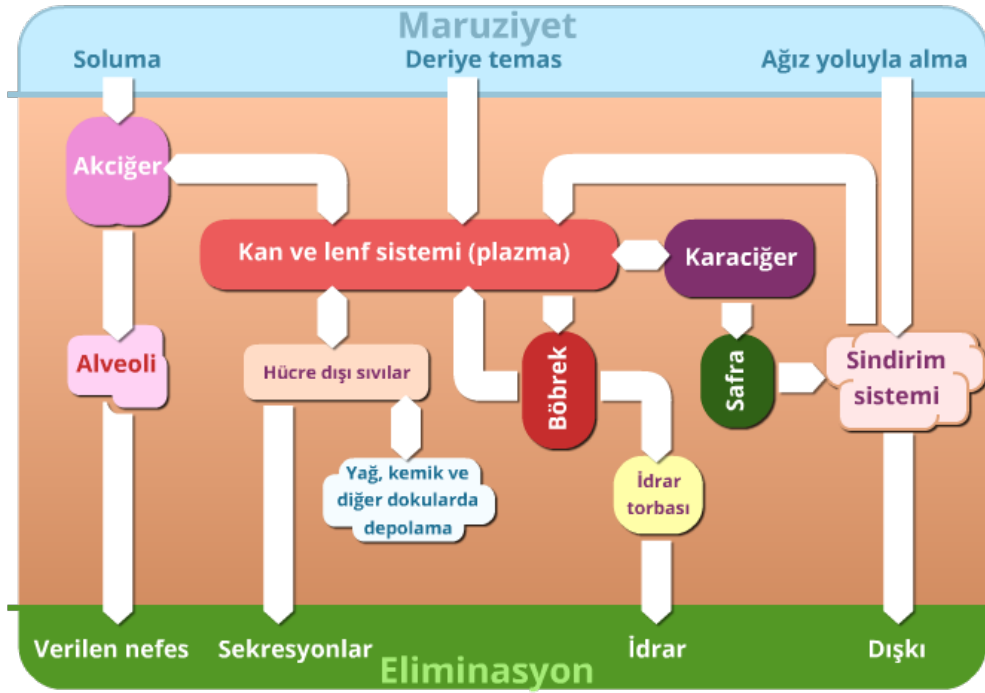 Maruziyet
Soluma
Deriye temas
Ağız yoluyla alma
Akciğer
Kan ve lenf sistemi (plazma)
Karaciğer
Alveoli
Hücre dışı sıvılar
Böbrek
Safra
Sindirim
sistemi
Yağ, kemik ve
diğer dokularda
depolama
İdrar
torbası
Verilen nefes
Sekresyonlar
İdrar
Dışkı
Eliminasyon